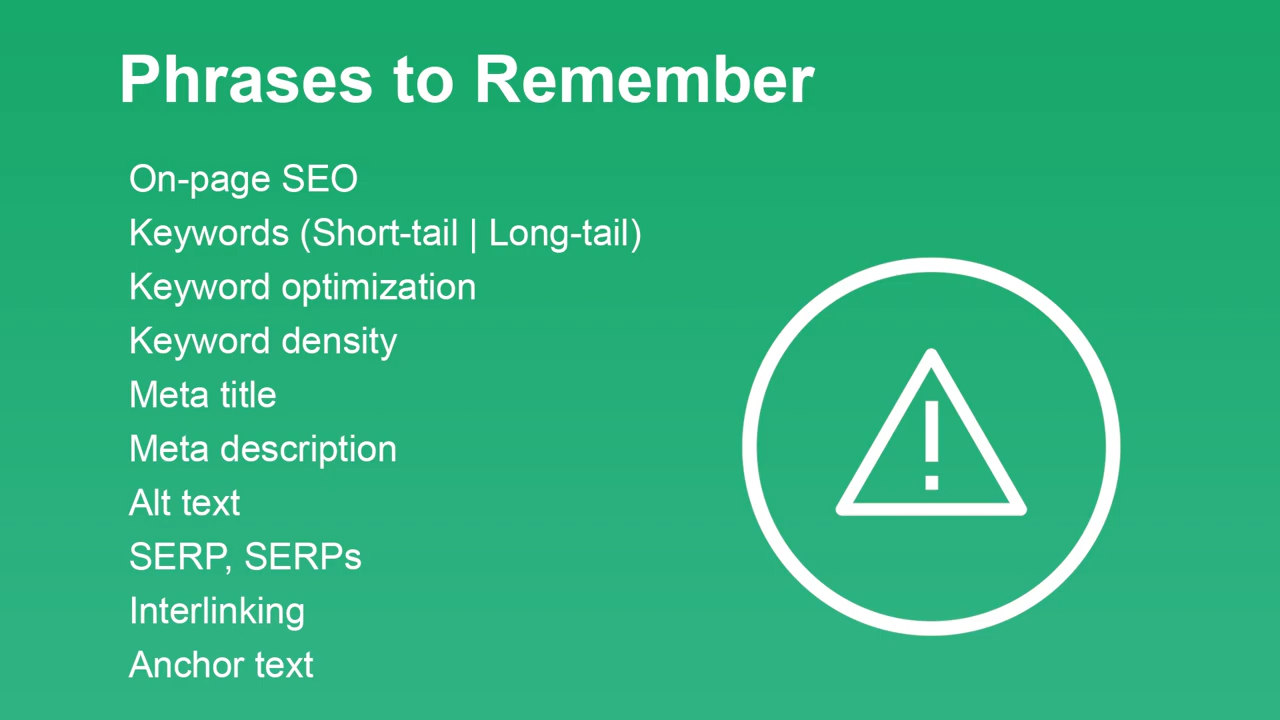 Phrases to Remember
On-page SEO
Keywords (Short-tail | Long-tail)
Keyword optimization
Keyword density
Meta title
Meta description
Alt text
SERP, SERPs
Interlinking
Anchor text